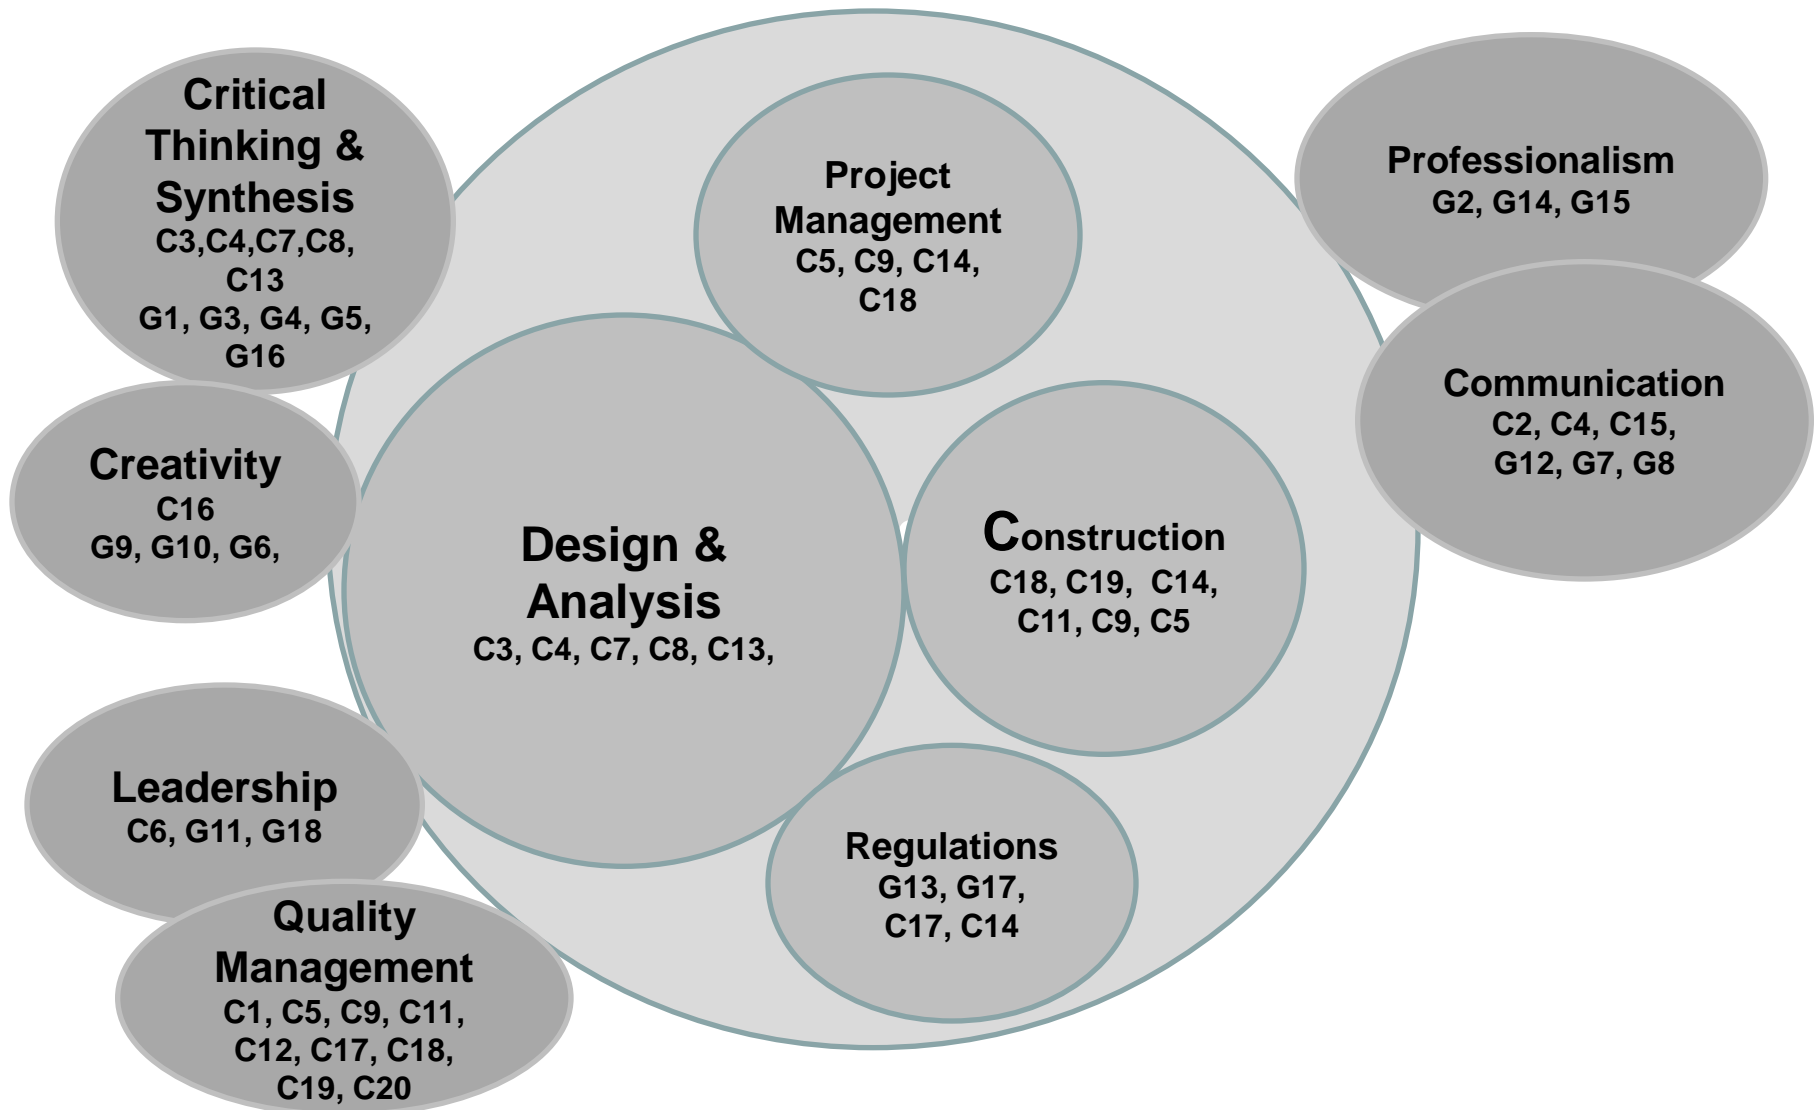 Critical
Thinking &
Synthesis
C3,C4,C7,C8,
C13
G1, G3, G4, G5,
G16
Creativity
C16
G9, G10, G6,
Leadership
C6, G11, G18
Quality
Management
C1, C5, C9, C11,
C12, C17, C18,
C19, C20
Project
Management
C5, C9, C14,
C18
Design &
Analysis
C3, C4, C7, C8, C13,
Construction
C18, C19,  C14,
C11, C9, C5
Regulations
G13, G17,
C17, C14
Professionalism
G2, G14, G15
Communication
C2, C4, C15,
G12, G7, G8